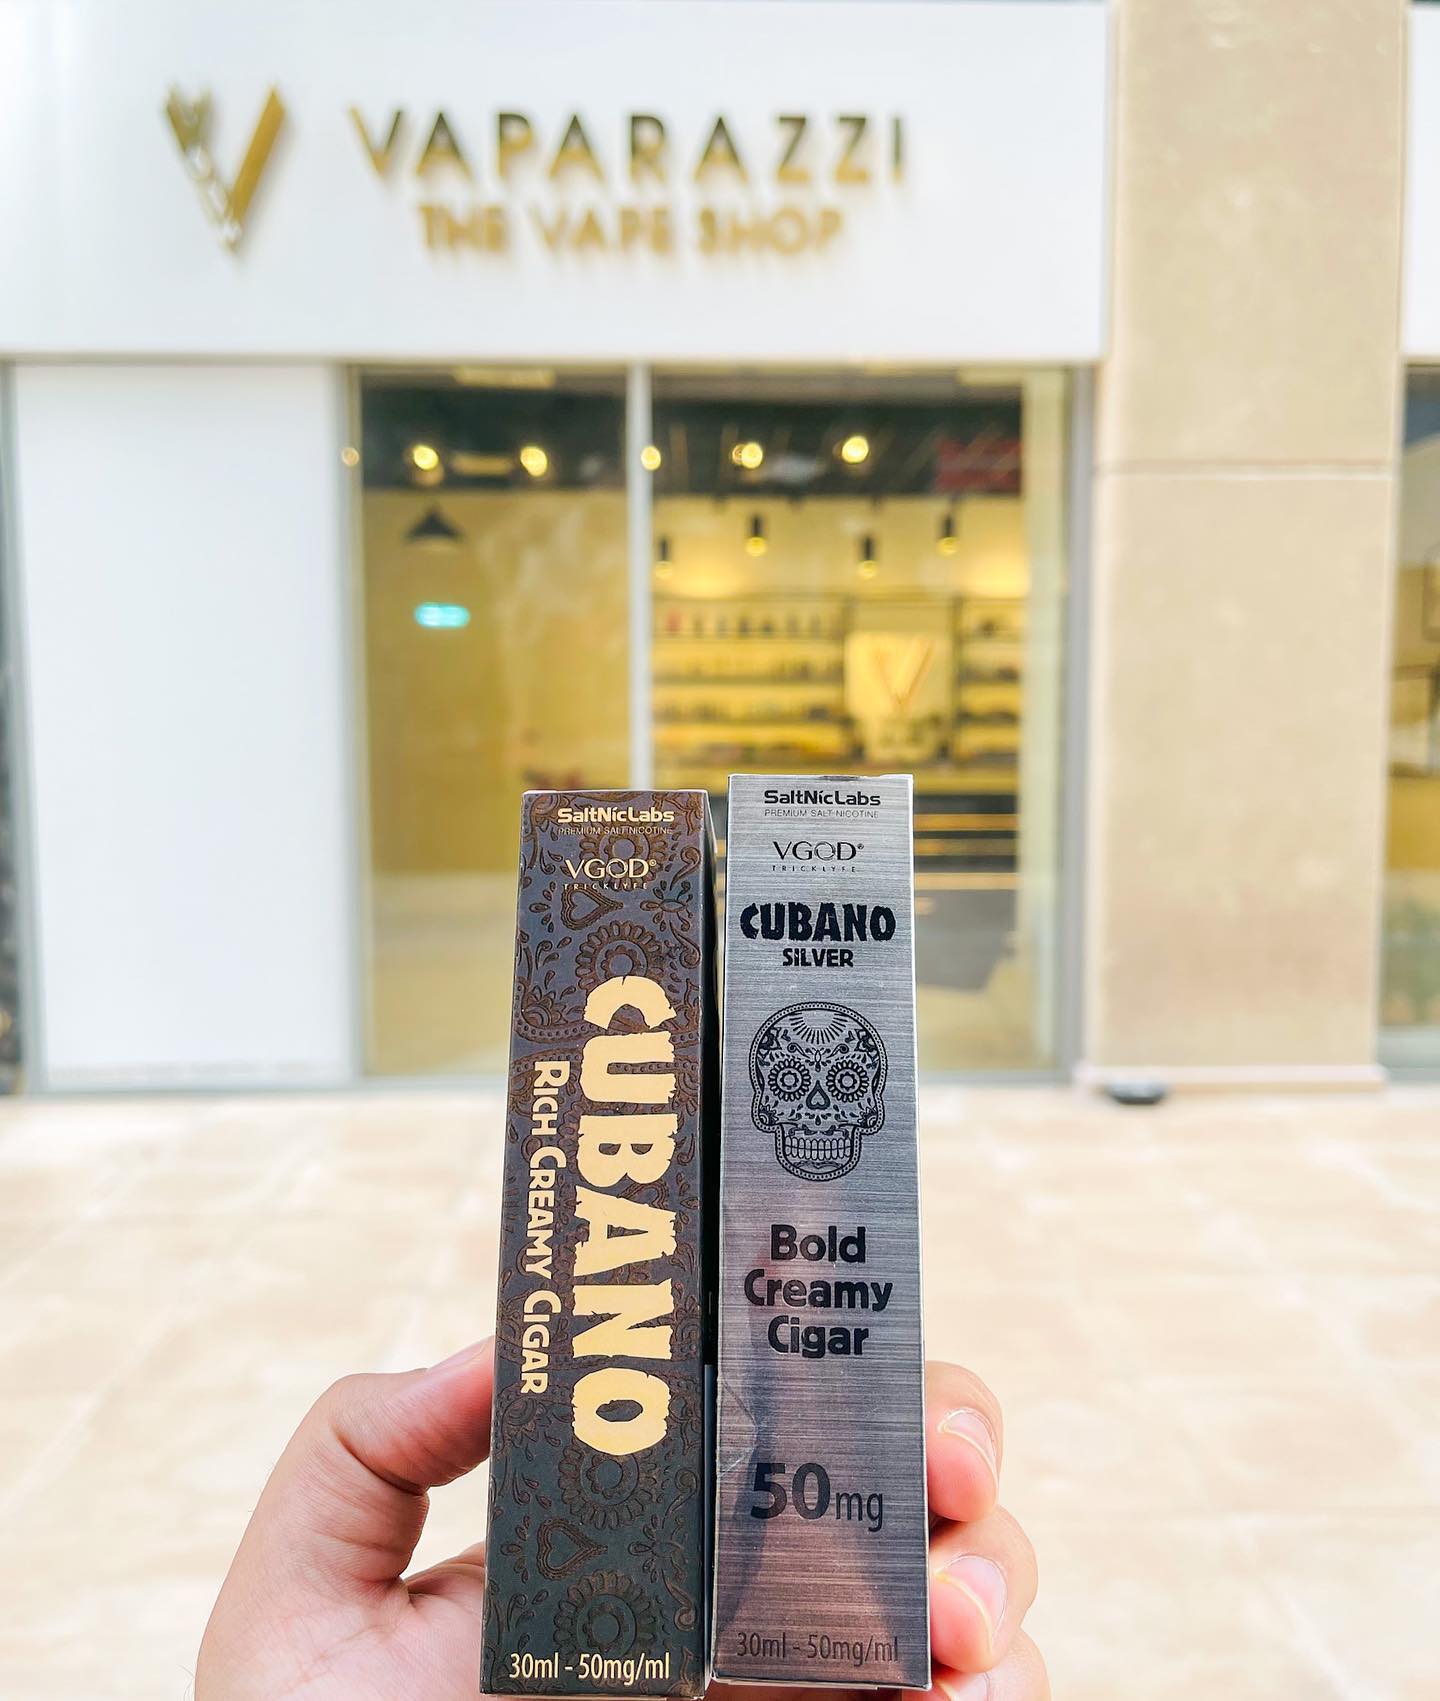 VAPARAZZI
THE VAPE SHOP
SaltNicLabs
PREMIUM SALT NICOTINE
VGOD®
TRICKLYFE
CUBANO
RICH CREAMY CIGAR
30ml - 50mg/ml
SaltNicLabs
PREMIUM SALT NICOTINE
VGOD®
TRICKLYFE
CUBANO
SILVER
Bold
Creamy
Cigar
50mg
30ml - 50mg/ml